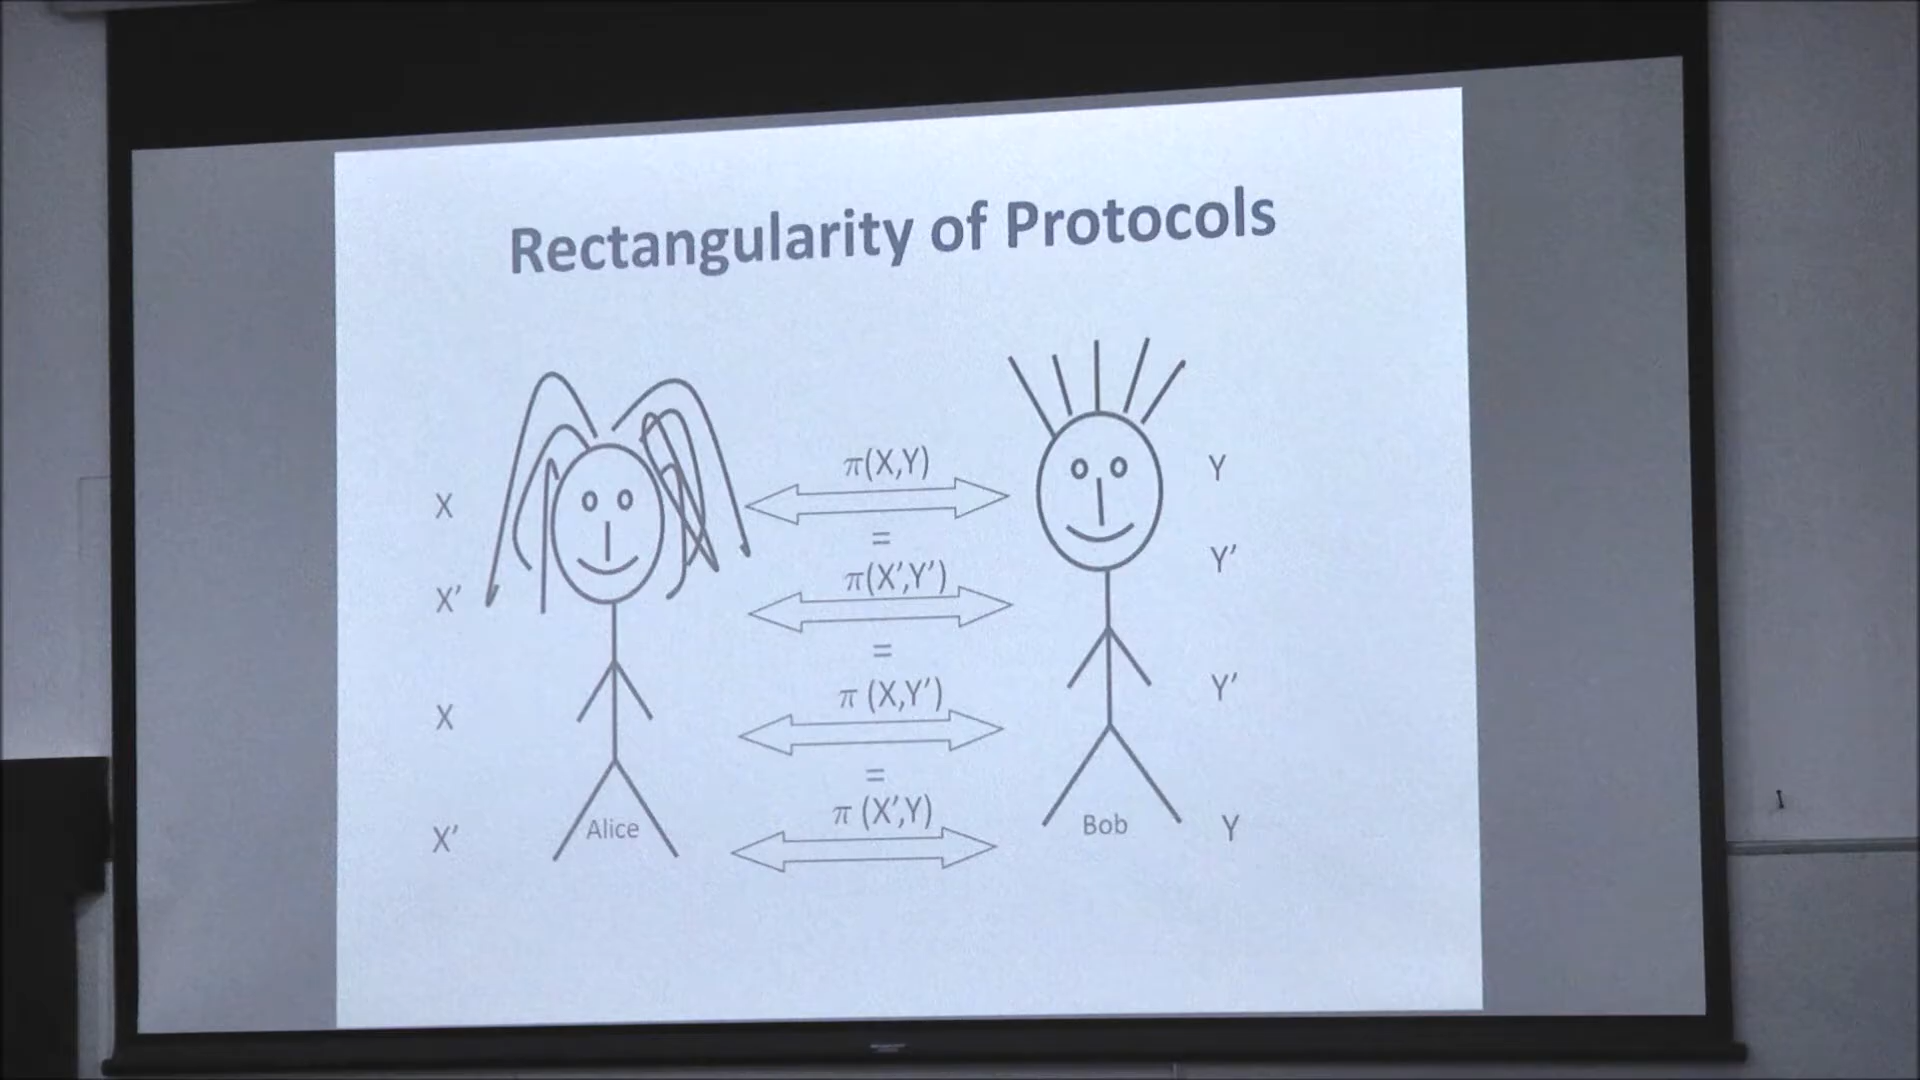 Rectangularity of Protocols
X π(X,Y) Y
=
X' π(X',Y') Y'
=
X π (X,Y') Y'
=
X' π (X',Y) Y
Alice Bob